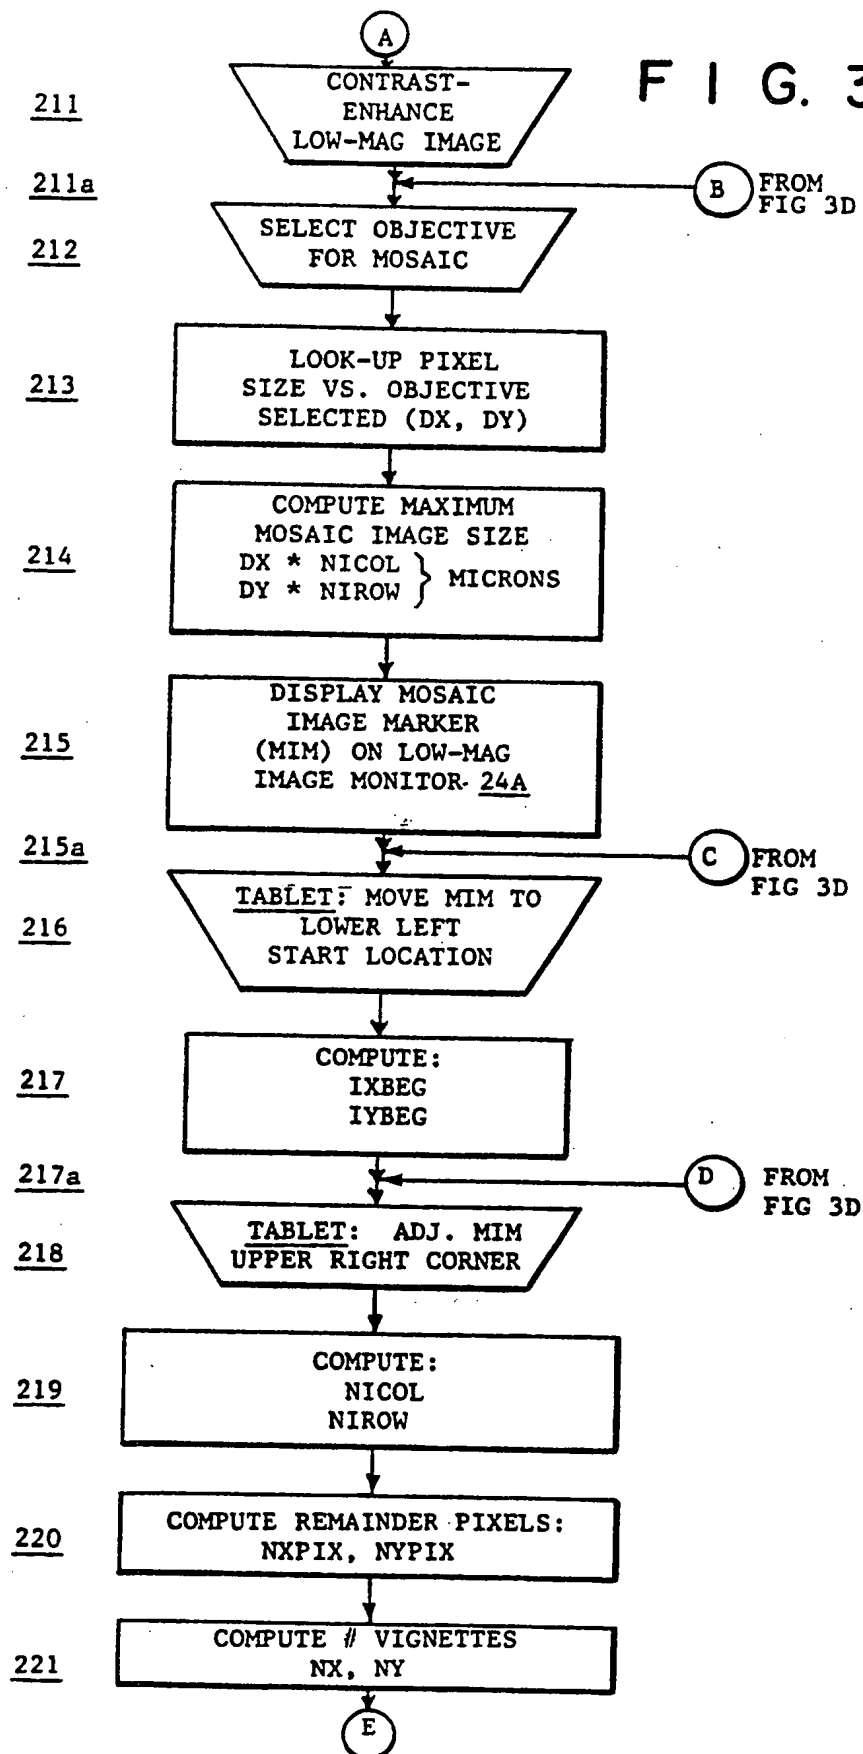 A
F I G. 3
211
CONTRAST-
ENHANCE
LOW-MAG IMAGE
211a
B
FROM
FIG 3D
212
SELECT OBJECTIVE
FOR MOSAIC
213
LOOK-UP PIXEL
SIZE VS. OBJECTIVE
SELECTED (DX, DY)
214
COMPUTE MAXIMUM
MOSAIC IMAGE SIZE
DX * NICOL
DY * NIROW
} MICRONS
215
DISPLAY MOSAIC
IMAGE MARKER
(MIM) ON LOW-MAG
IMAGE MONITOR 24A
215a
C
FROM
FIG 3D
216
TABLET: MOVE MIM TO
LOWER LEFT
START LOCATION
217
COMPUTE:
IXBEG
IYBEG
217a
D
FROM
FIG 3D
218
TABLET: ADJ. MIM
UPPER RIGHT CORNER
219
COMPUTE:
NICOL
NIROW
220
COMPUTE REMAINDER PIXELS:
NXPIX, NYPIX
221
COMPUTE # VIGNETTES
NX, NY
E